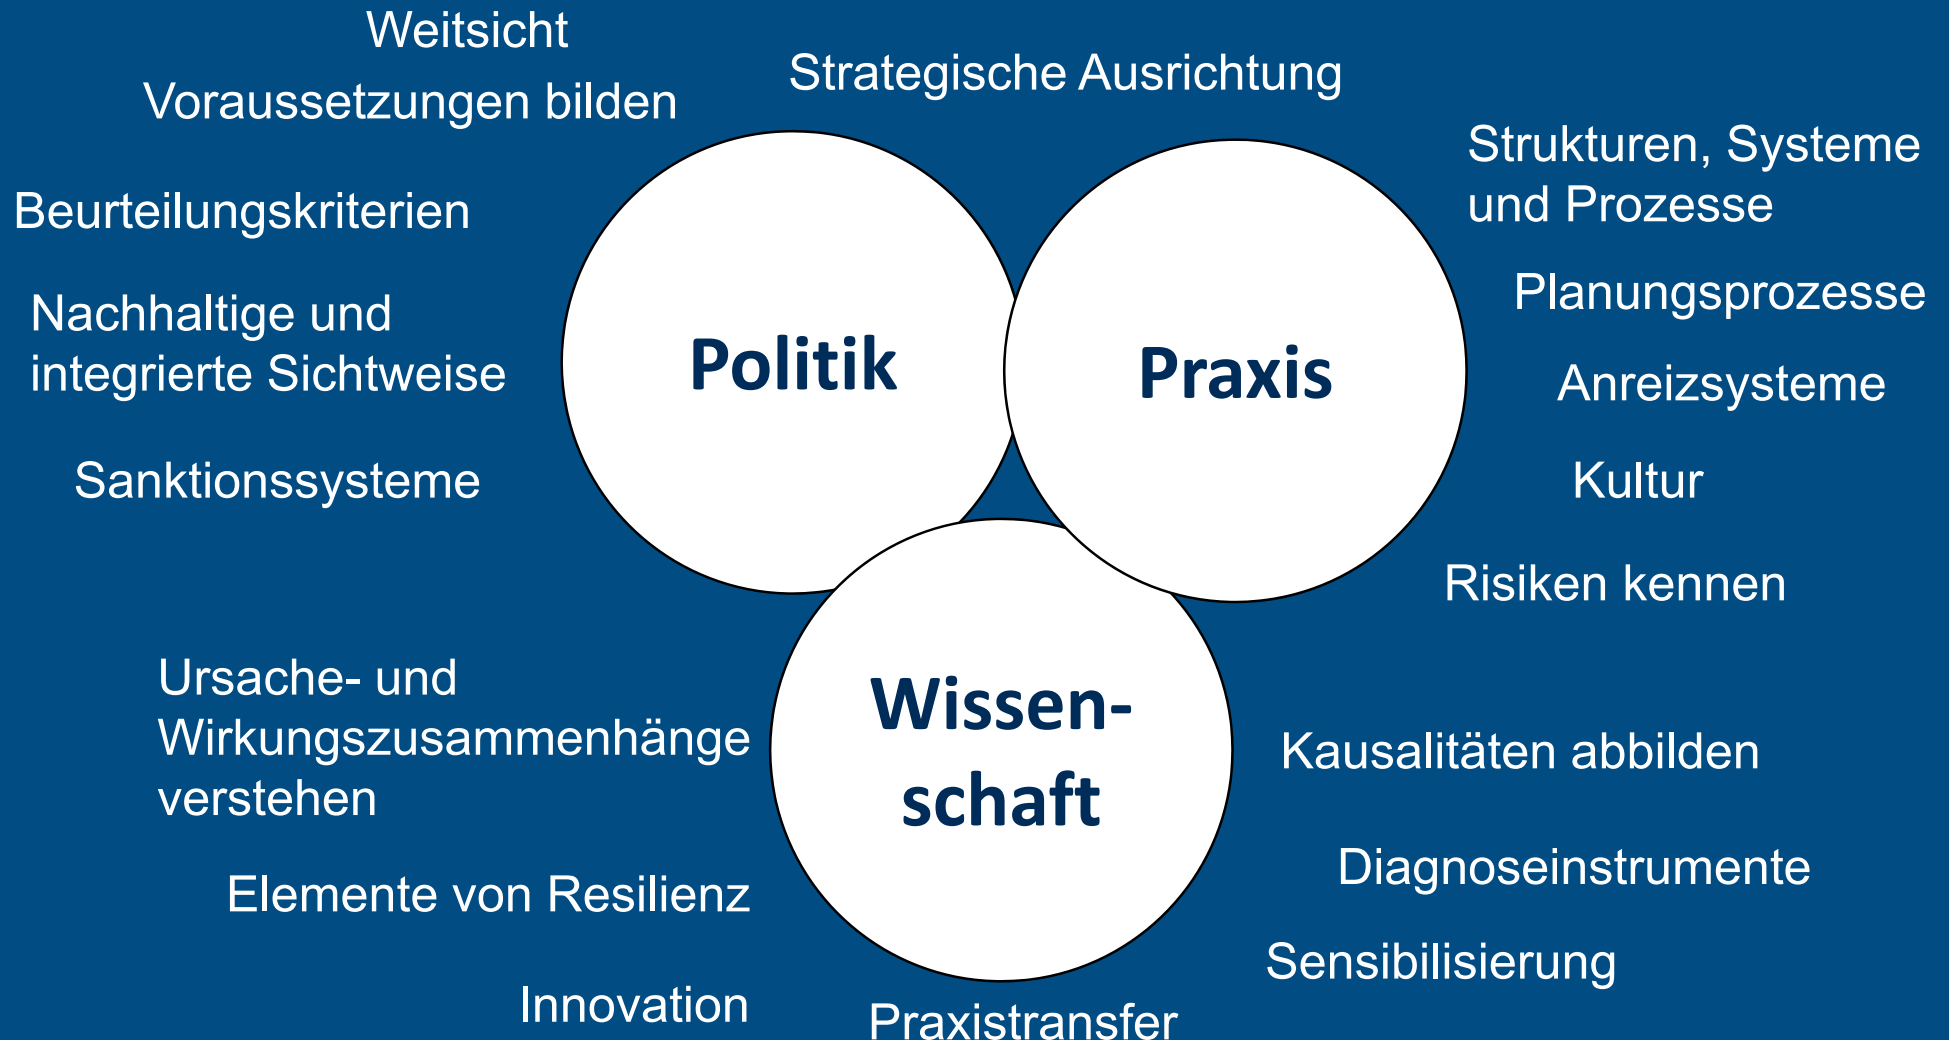 Weitsicht
Voraussetzungen bilden
Beurteilungskriterien
Nachhaltige und
integrierte Sichtweise
Sanktionssysteme
Politik
Strategische Ausrichtung
Strukturen, Systeme
und Prozesse
Planungsprozesse
Anreizsysteme
Kultur
Risiken kennen
Praxis
Ursache- und
Wirkungszusammenhänge
verstehen
Elemente von Resilienz
Innovation
Wissen-
schaft
Praxistransfer
Kausalitäten abbilden
Diagnoseinstrumente
Sensibilisierung